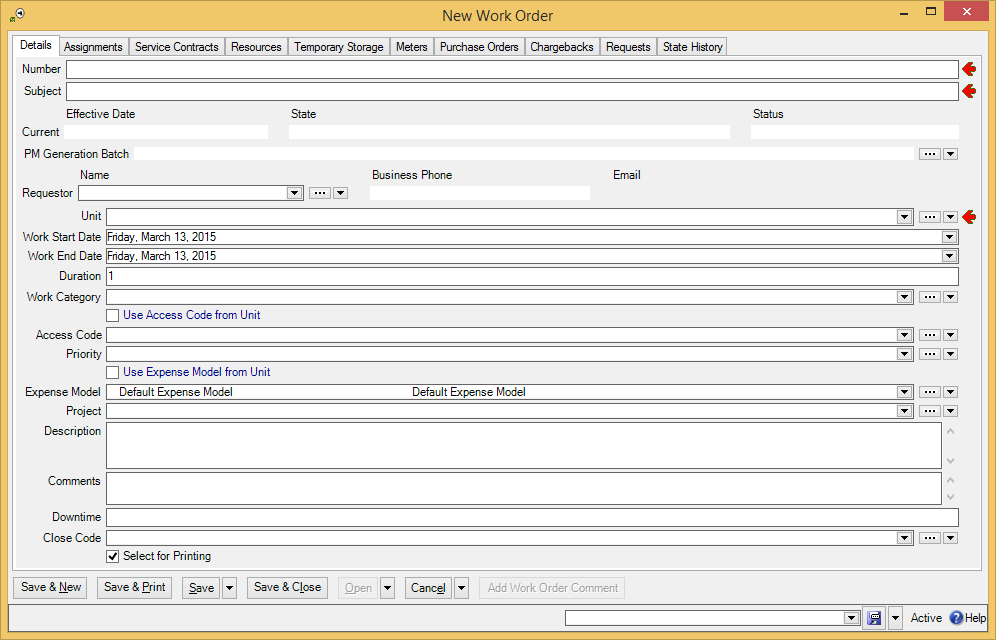 New Work Order
Details Assignments Service Contracts Resources Temporary Storage Meters Purchase Orders Chargebacks Requests State History
Number
Subject
Effective Date State Status
Current
PM Generation Batch
Name Business Phone Email
Requestor
Unit
Work Start Date Friday, March 13, 2015
Work End Date Friday, March 13, 2015
Duration 1
Work Category
Use Access Code from Unit
Access Code
Priority
Use Expense Model from Unit
Expense Model Default Expense Model Default Expense Model
Project
Description
Comments
Downtime
Close Code
Select for Printing
Save & New Save & Print Save Save & Close Open Cancel Add Work Order Comment
Active ? Help